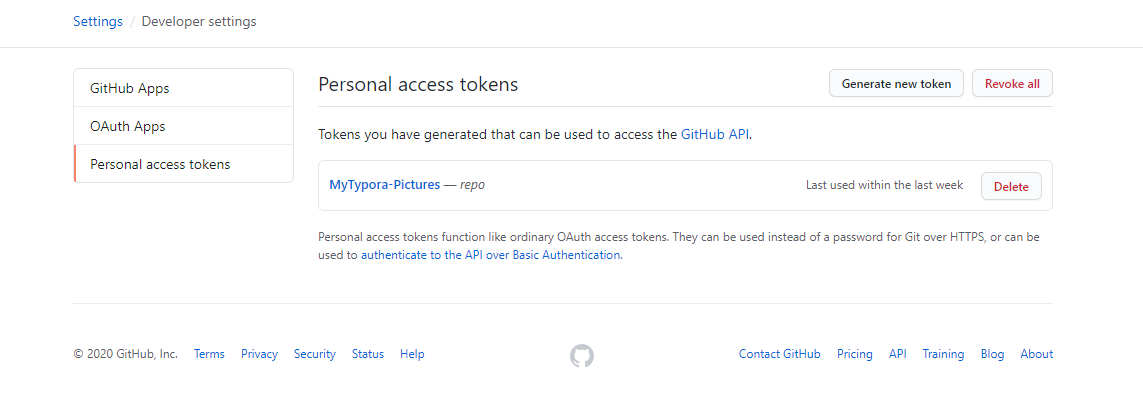 Settings / Developer settings
GitHub Apps
OAuth Apps
Personal access tokens
Personal access tokens
Generate new token
Revoke all
Tokens you have generated that can be used to access the GitHub API.
MyTypora-Pictures — repo
Last used within the last week
Delete
Personal access tokens function like ordinary OAuth access tokens. They can be used instead of a password for Git over HTTPS, or can be
used to authenticate to the API over Basic Authentication.
© 2020 GitHub, Inc. Terms Privacy Security Status Help
Contact GitHub Pricing API Training Blog About